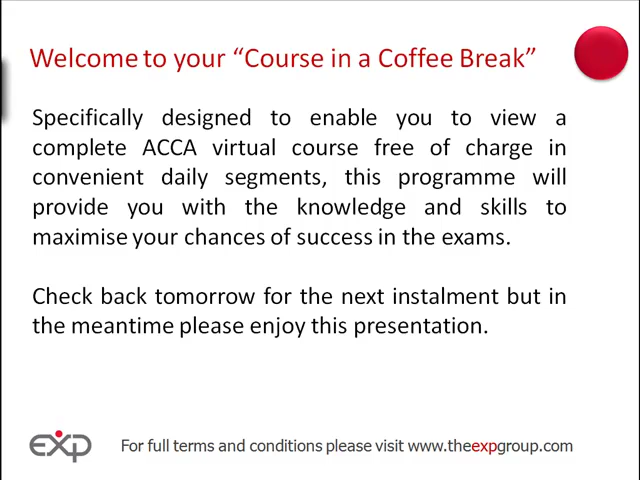 Welcome to your “Course in a Coffee Break”
Specifically designed to enable you to view a
complete ACCA virtual course free of charge in
convenient daily segments, this programme will
provide you with the knowledge and skills to
maximise your chances of success in the exams.
Check back tomorrow for the next instalment but in
the meantime please enjoy this presentation.
exp For full terms and conditions please visit www.theexpgroup.com